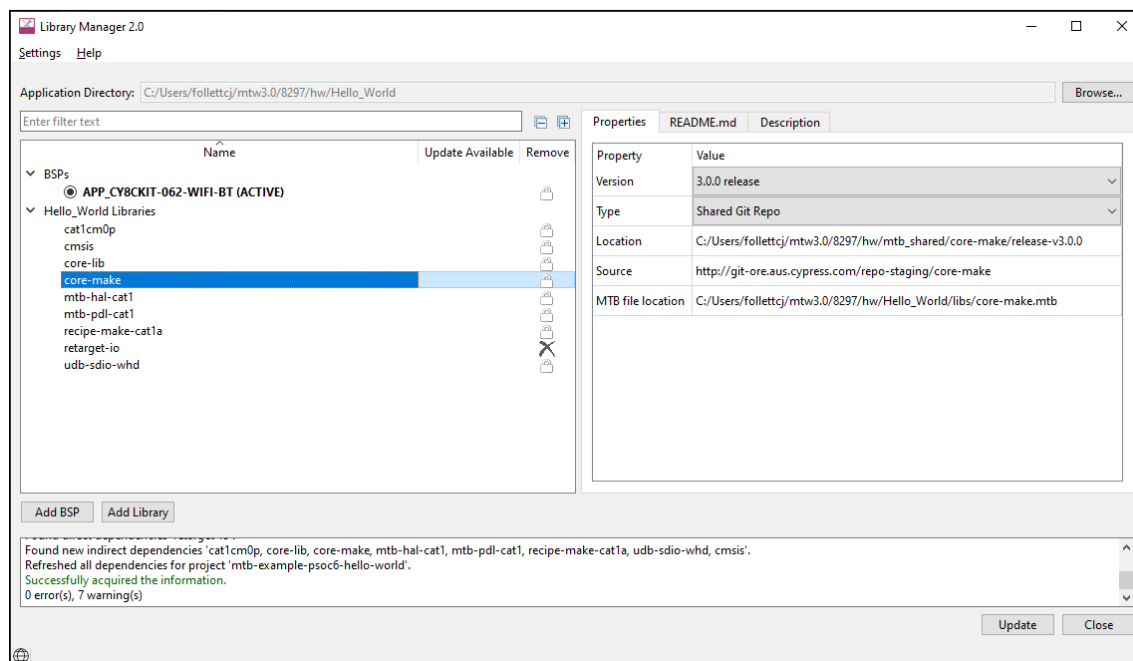 Library Manager 2.0
Settings Help
Application Directory: C:/Users/follettcj/mtw3.0/8297/hw/Hello_World Browse...
Enter filter text
Name Update Available Remove
BSPs
APP_CY8CKIT-062-WIFI-BT (ACTIVE)
Hello_World Libraries
cat1cm0p
cmsis
core-lib
core-make
mtb-hal-cat1
mtb-pdl-cat1
recipe-make-cat1a
retarget-io
udb-sdio-whd
Properties README.md Description
Property Value
Version 3.0.0 release
Type Shared Git Repo
Location C:/Users/follettcj/mtw3.0/8297/hw/mtb_shared/core-make/release-v3.0.0
Source http://git-ore.aus.cypress.com/repo-staging/core-make
MTB file location C:/Users/follettcj/mtw3.0/8297/hw/Hello_World/libs/core-make.mtb
Add BSP Add Library
Found new indirect dependencies 'cat1cm0p, core-lib, core-make, mtb-hal-cat1, mtb-pdl-cat1, recipe-make-cat1a, udb-sdio-whd, cmsis'.
Refreshed all dependencies for project 'mtb-example-psoc6-hello-world'.
Successfully acquired the information.
0 error(s), 7 warning(s)
Update Close